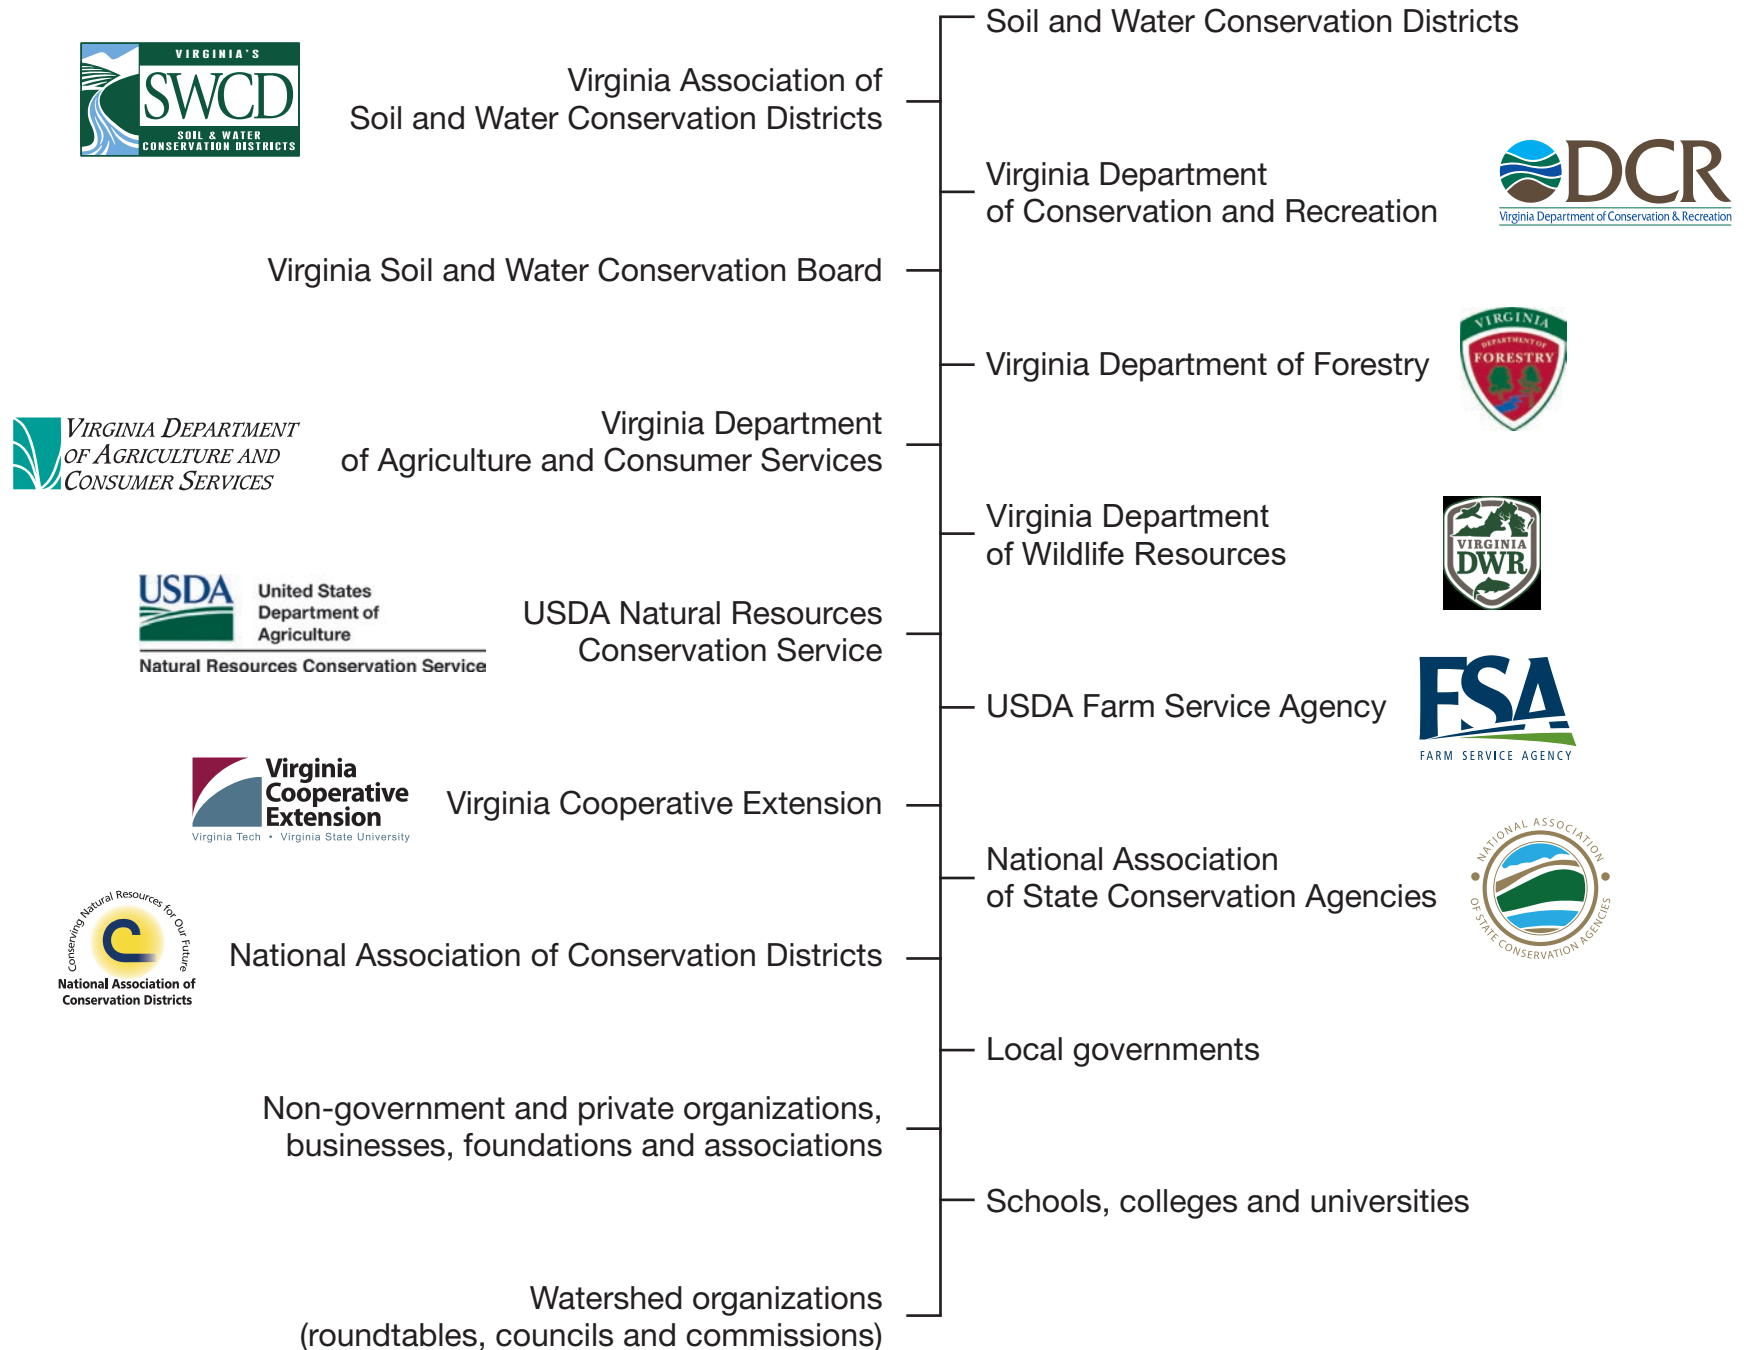 Soil and Water Conservation Districts
VIRGINIA'S
SWCD
SOIL & WATER
CONSERVATION DISTRICTS
Virginia Association of
Soil and Water Conservation Districts
Virginia Department
of Conservation and Recreation
DCR
Virginia Department of Conservation & Recreation
Virginia Soil and Water Conservation Board
Virginia Department of Forestry
VIRGINIA
DEPARTMENT OF
FORESTRY
VIRGINIA DEPARTMENT
OF AGRICULTURE AND
CONSUMER SERVICES
Virginia Department
of Agriculture and Consumer Services
Virginia Department
of Wildlife Resources
VIRGINIA
DWR
USDA
United States
Department of
Agriculture
Natural Resources Conservation Service
USDA Natural Resources
Conservation Service
USDA Farm Service Agency
FSA
FARM SERVICE AGENCY
Virginia
Cooperative
Extension
Virginia Tech • Virginia State University
Virginia Cooperative Extension
National Association
of State Conservation Agencies
NATIONAL ASSOCIATION
OF STATE CONSERVATION AGENCIES
Conserving Natural Resources for Our Future
National Association of
Conservation Districts
National Association of Conservation Districts
Local governments
Non-government and private organizations,
businesses, foundations and associations
Schools, colleges and universities
Watershed organizations
(roundtables, councils and commissions)